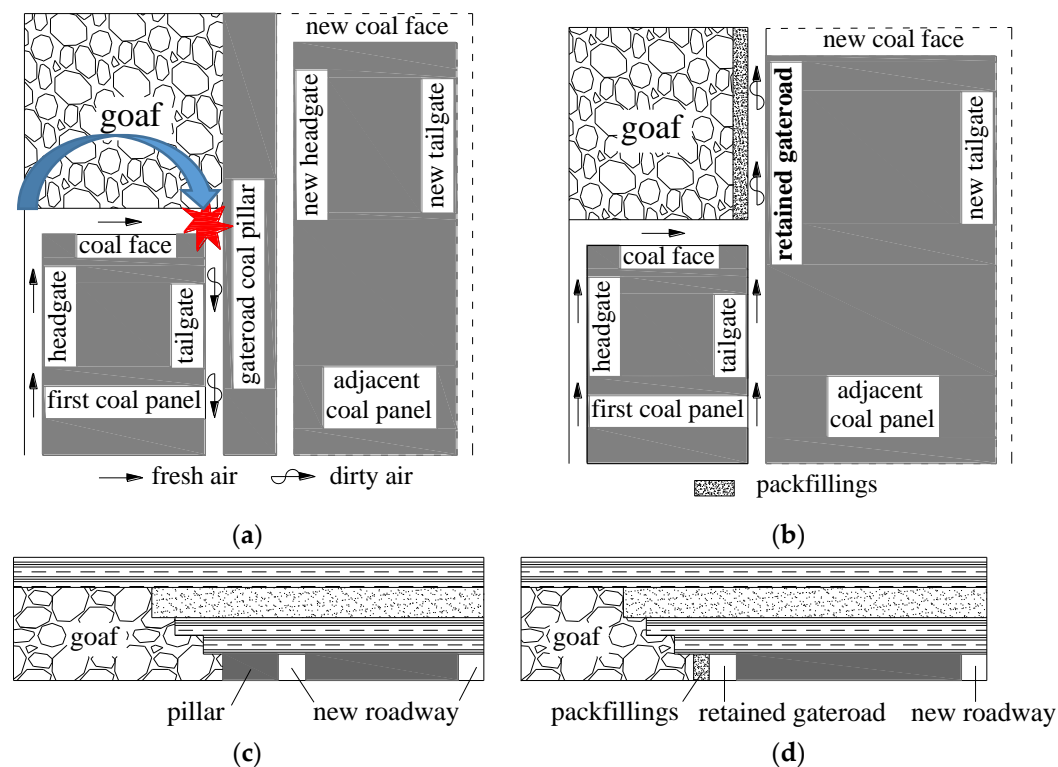 goaf
coal face
headgate
tailgate
first coal panel
gateroad coal pillar
new coal face
new headgate
new tailgate
adjacent
coal panel
fresh air
dirty air
(a)
new coal face
goaf
retained gateroad
new tailgate
coal face
headgate
tailgate
first coal panel
adjacent
coal panel
packfillings
(b)
goaf
pillar
new roadway
(c)
goaf
packfillings
retained gateroad
new roadway
(d)